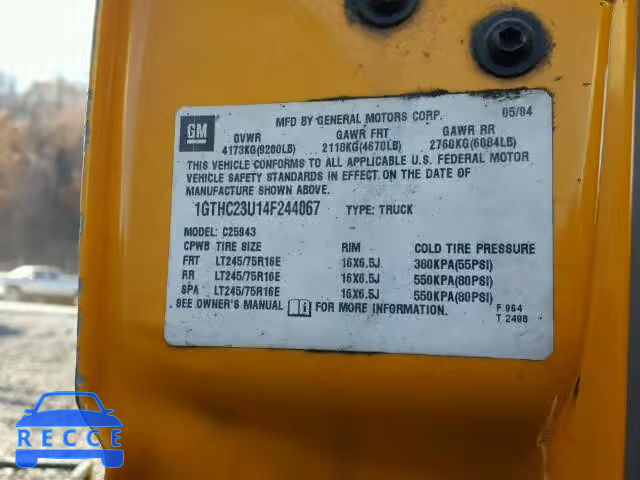 GM
MFD BY GENERAL MOTORS CORP. 05/04
GVWR GAWR FRT GAWR RR
4173KG(9200LB) 2118KG(4670LB) 2760KG(6084LB)
THIS VEHICLE CONFORMS TO ALL APPLICABLE U.S. FEDERAL MOTOR
VEHICLE SAFETY STANDARDS IN EFFECT ON THE DATE OF
MANUFACTURE SHOWN ABOVE.
1GTHC23U14F244067 TYPE: TRUCK
MODEL: C25943
CPWB TIRE SIZE RIM COLD TIRE PRESSURE
FRT LT245/75R16E 16X6.5J 380KPA(55PSI)
RR LT245/75R16E 16X6.5J 550KPA(80PSI)
SPA LT245/75R16E 16X6.5J 550KPA(80PSI)
SEE OWNER'S MANUAL FOR MORE INFORMATION.
F 964
T 2498
RECCE